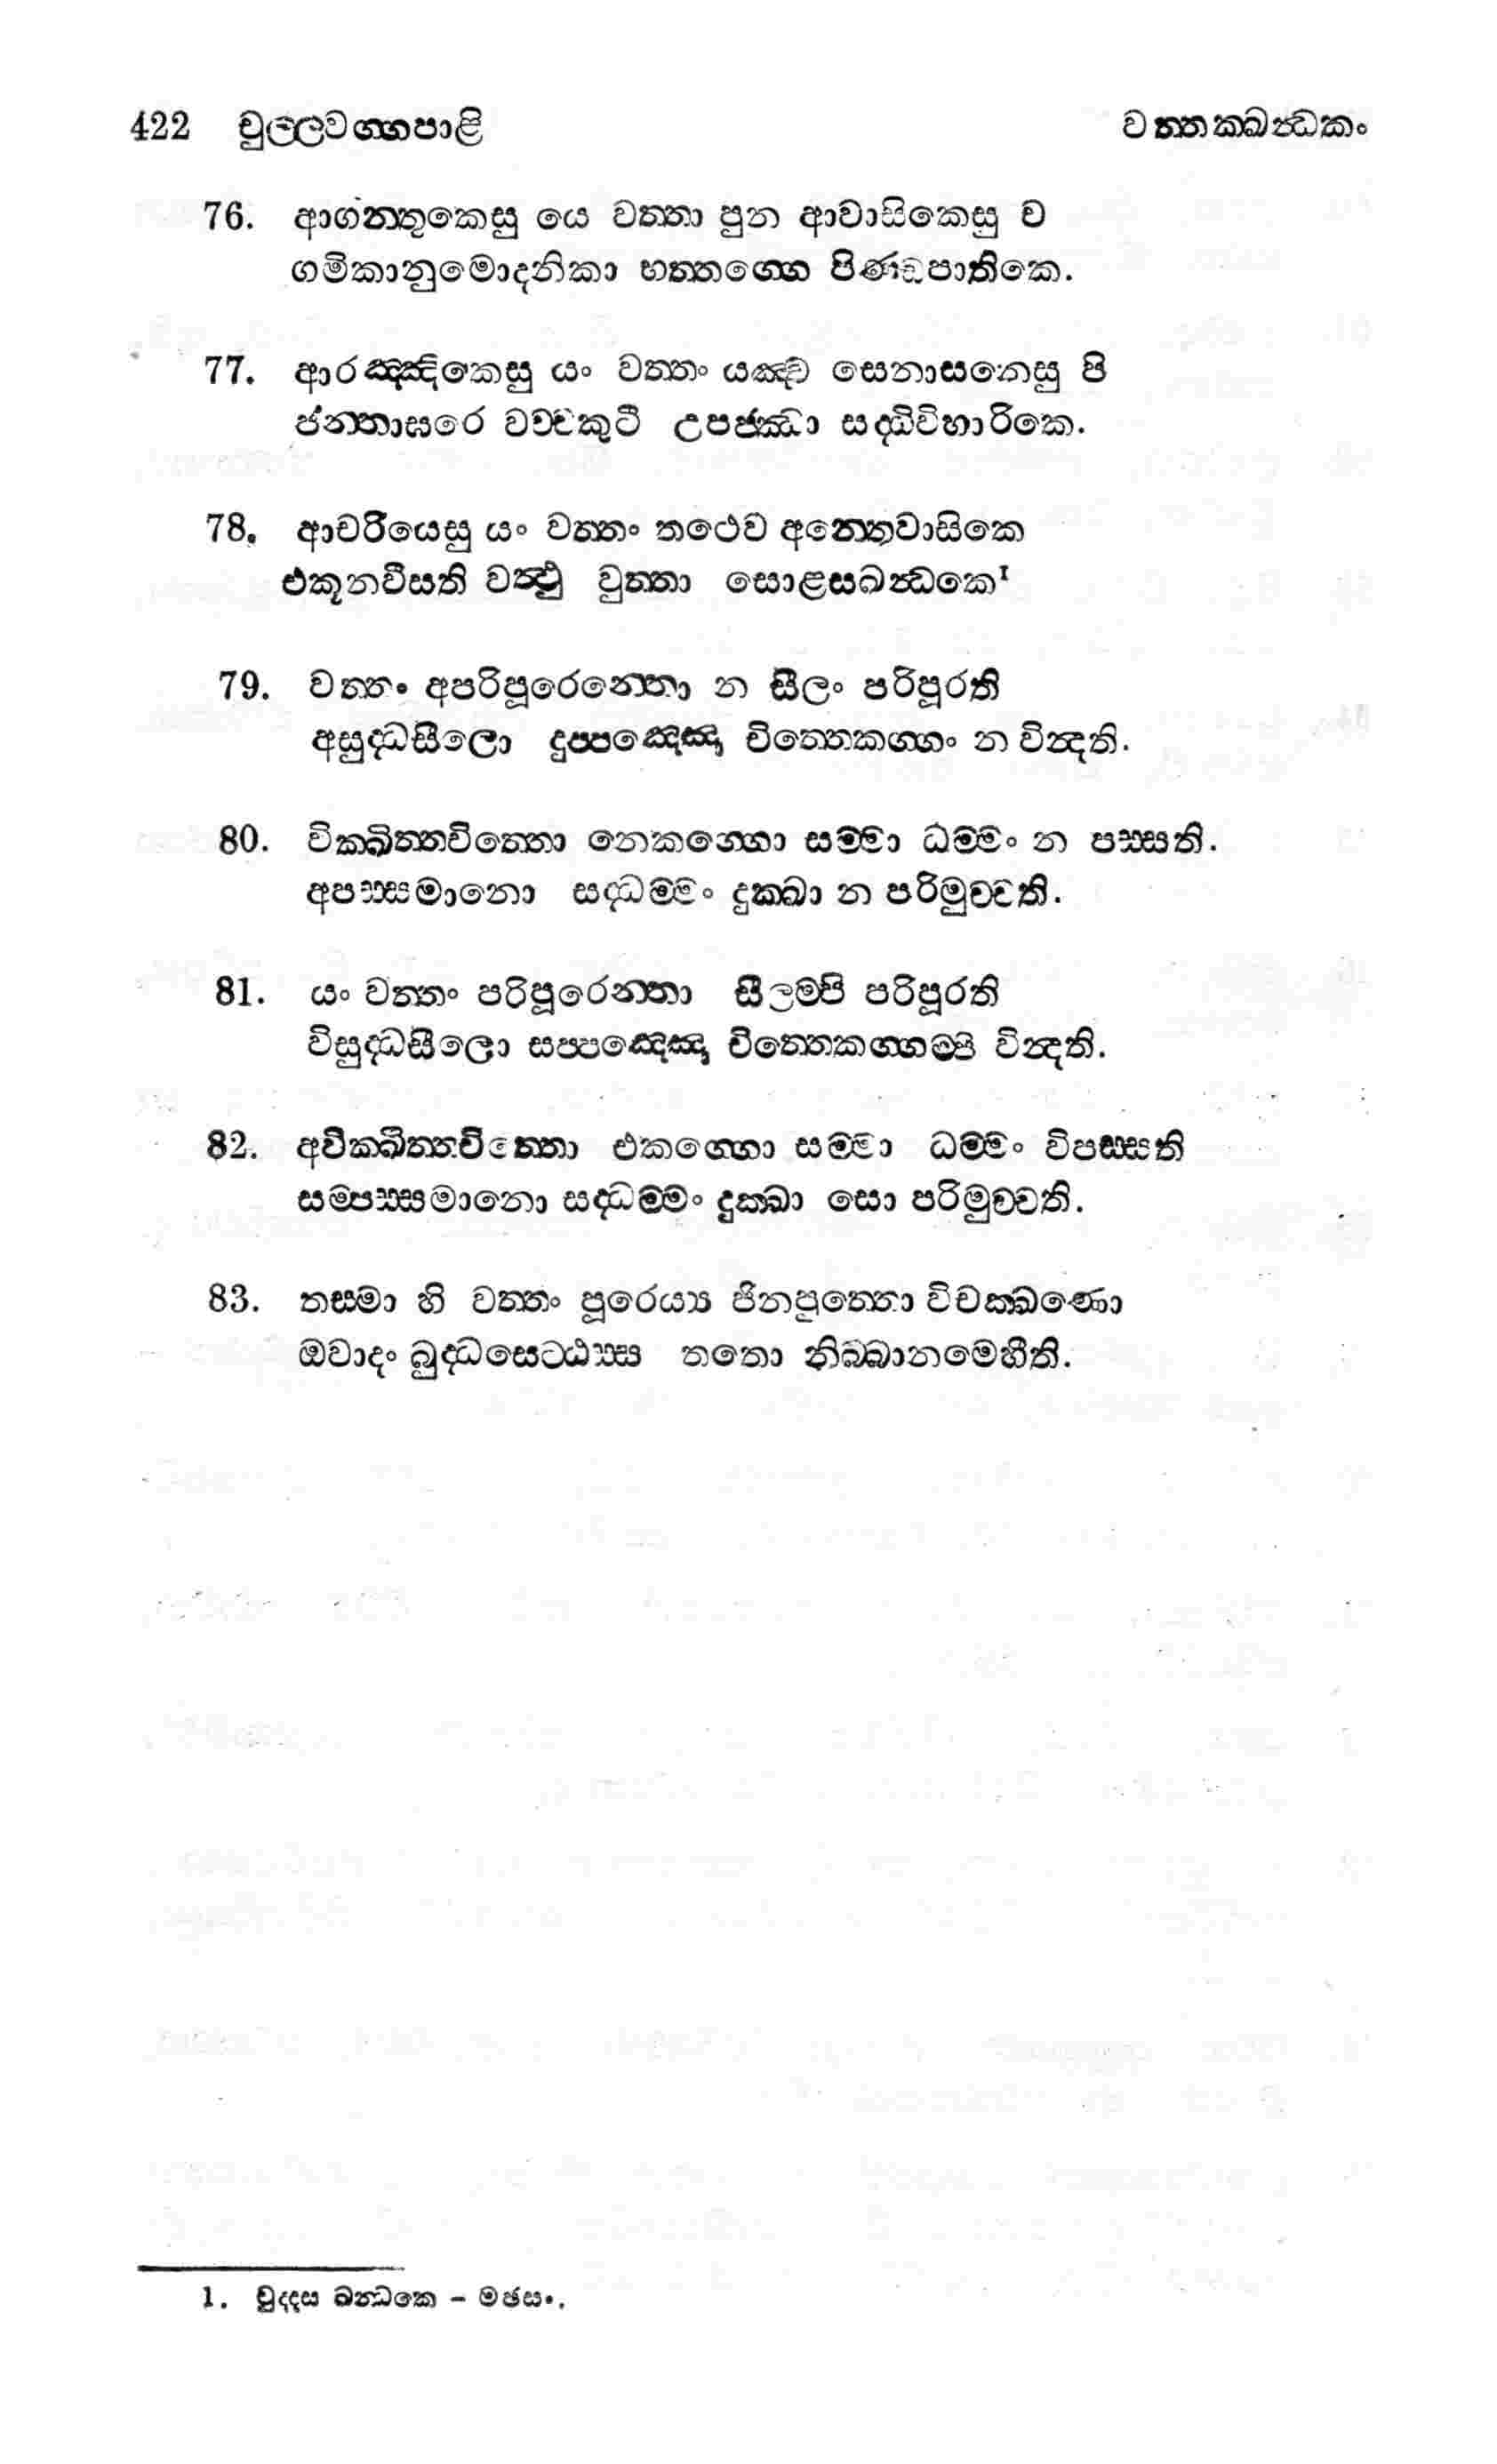 422 චුල්ලවග්ගපාළි වත්තක්ඛන්ධකං
76. ආගන්තුකෙසු යෙ වත්තා පුන ආවාසිකෙසු ච
ගමිකානුමොදනිකා භත්තග්ගෙ පිණ්ඩපාතිකෙ.
77. ආරඤ්ඤිකෙසු යං වත්තං යඤ්ච සෙනාසනෙසු පි
ජන්තාඝරෙ වච්චකුටී උපජ්ඣා සද්ධිවිහාරිකෙ.
78. ආචරියෙසු යං වත්තං තථෙව අන්තෙවාසිකෙ
එකූනවීසති වත්ථු වුත්තා සොළසඛන්ධකෙ1
79. වත්තං අපරිපූරෙන්තො න සීලං පරිපූරති
අසුද්ධසීලො දුප්පඤ්ඤො චිත්තෙකග්ගං න වින්දති.
80. වික්ඛිත්තචිත්තො නෙකග්ගො සම්මා ධම්මං න පස්සති.
අපස්සමානො සද්ධම්මං දුක්ඛා න පරිමුච්චති.
81. යං වත්තං පරිපූරෙන්තා සීලම්පි පරිපූරති
විසුද්ධසීලො සප්පඤ්ඤො චිත්තෙකග්ගම්පි වින්දති.
82. අවික්ඛිත්තචිත්තො එකග්ගො සම්මා ධම්මං විපස්සති
සම්පස්සමානො සද්ධම්මං දුක්ඛා සො පරිමුච්චති.
83. තස්මා හි වත්තං පූරෙය්‍ය ජිනපුත්තො විචක්ඛණො
ඔවාදං බුද්ධසෙට්ඨස්ස තතො නිබ්බානමෙහීති.
1. චුද්දස ඛන්ධකෙ - මඡසං.